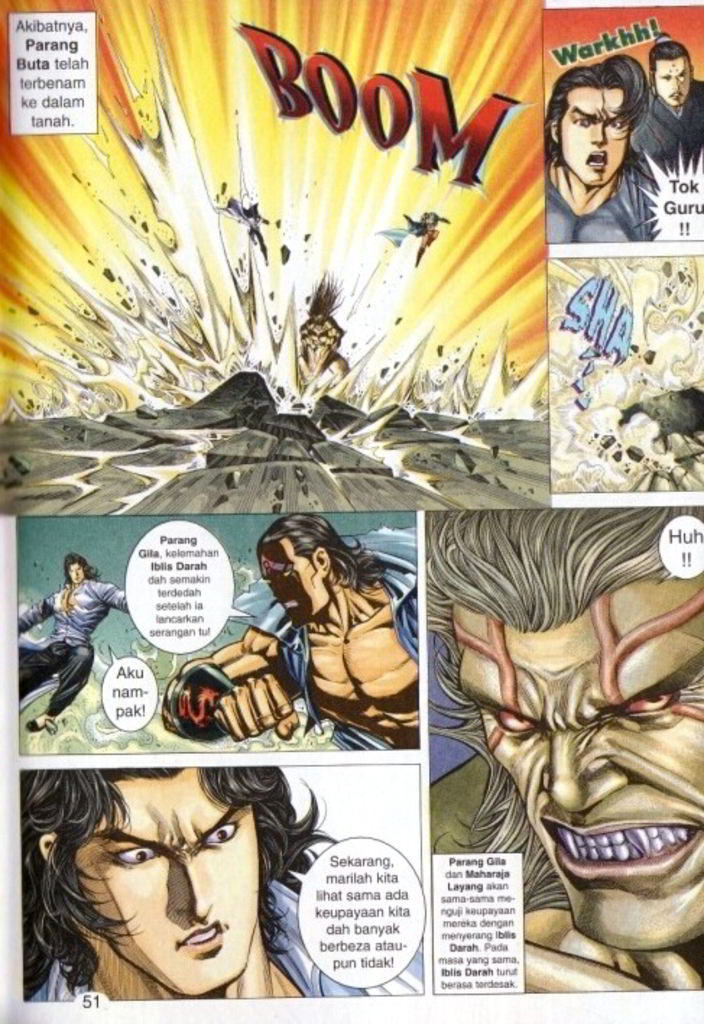 Akibatnya,
Parang
Buta telah
terbenam
ke dalam
tanah.
BOOM
Warkhh!
Tok
Guru
!!
SHA
Parang
Gila, kelemahan
Iblis Darah
dah semakin
terdedah
setelah ia
lancarkan
serangan tu!
Aku
nam-
pak!
Huh
!!
Sekarang,
marilah kita
lihat sama ada
keupayaan kita
dah banyak
berbeza atau-
pun tidak!
Parang Gila
dan Maharaja
Layang akan
sama-sama me-
nguji keupayaan
mereka dengan
menyerang Iblis
Darah. Pada
masa yang sama,
Iblis Darah turut
berasa terdesak.
51